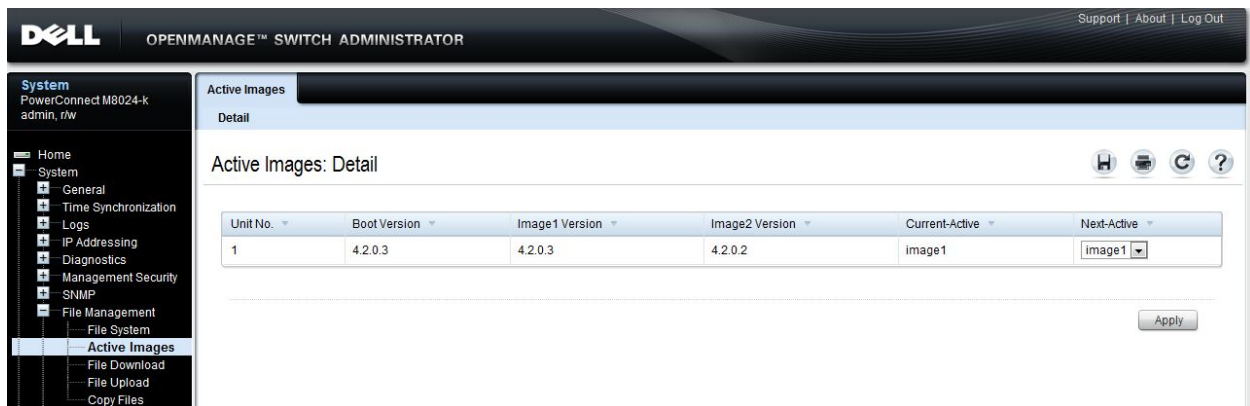 Support | About | Log Out
DELL OPENMANAGE™ SWITCH ADMINISTRATOR
System
PowerConnect M8024-k
admin, r/w
Home
System
General
Time Synchronization
Logs
IP Addressing
Diagnostics
Management Security
SNMP
File Management
File System
Active Images
File Download
File Upload
Copy Files
Active Images
Detail
Active Images: Detail
?
Unit No. Boot Version Image1 Version Image2 Version Current-Active Next-Active
1 4.2.0.3 4.2.0.3 4.2.0.2 image1 image1
Apply